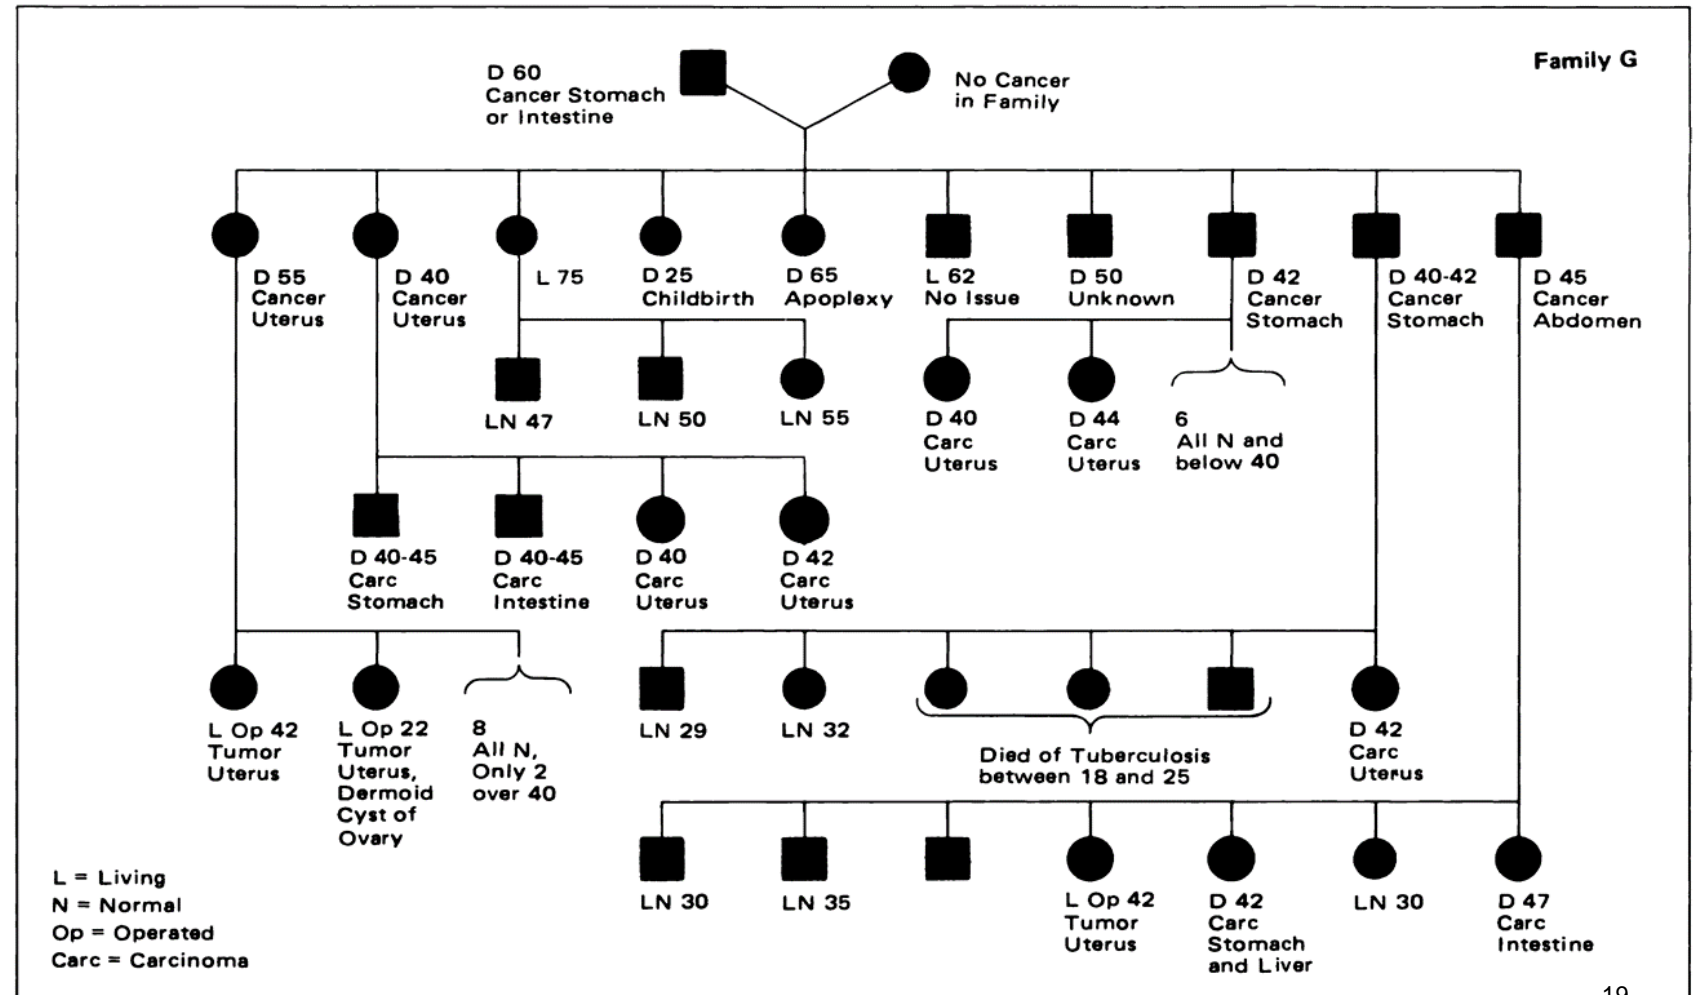 Family G
D 60
Cancer Stomach
or Intestine
No Cancer
in Family
D 55
Cancer
Uterus
D 40
Cancer
Uterus
L 75
D 25
Childbirth
D 65
Apoplexy
L 62
No Issue
D 50
Unknown
D 42
Cancer
Stomach
D 40-42
Cancer
Stomach
D 45
Cancer
Abdomen
LN 47
LN 50
LN 55
D 40
Carc
Uterus
D 44
Carc
Uterus
6
All N and
below 40
D 40-45
Carc
Stomach
D 40-45
Carc
Intestine
D 40
Carc
Uterus
D 42
Carc
Uterus
L Op 42
Tumor
Uterus
L Op 22
Tumor
Uterus,
Dermoid
Cyst of
Ovary
8
All N,
Only 2
over 40
LN 29
LN 32
Died of Tuberculosis
between 18 and 25
D 42
Carc
Uterus
LN 30
LN 35
L Op 42
Tumor
Uterus
D 42
Carc
Stomach
and Liver
LN 30
D 47
Carc
Intestine
L = Living
N = Normal
Op = Operated
Carc = Carcinoma